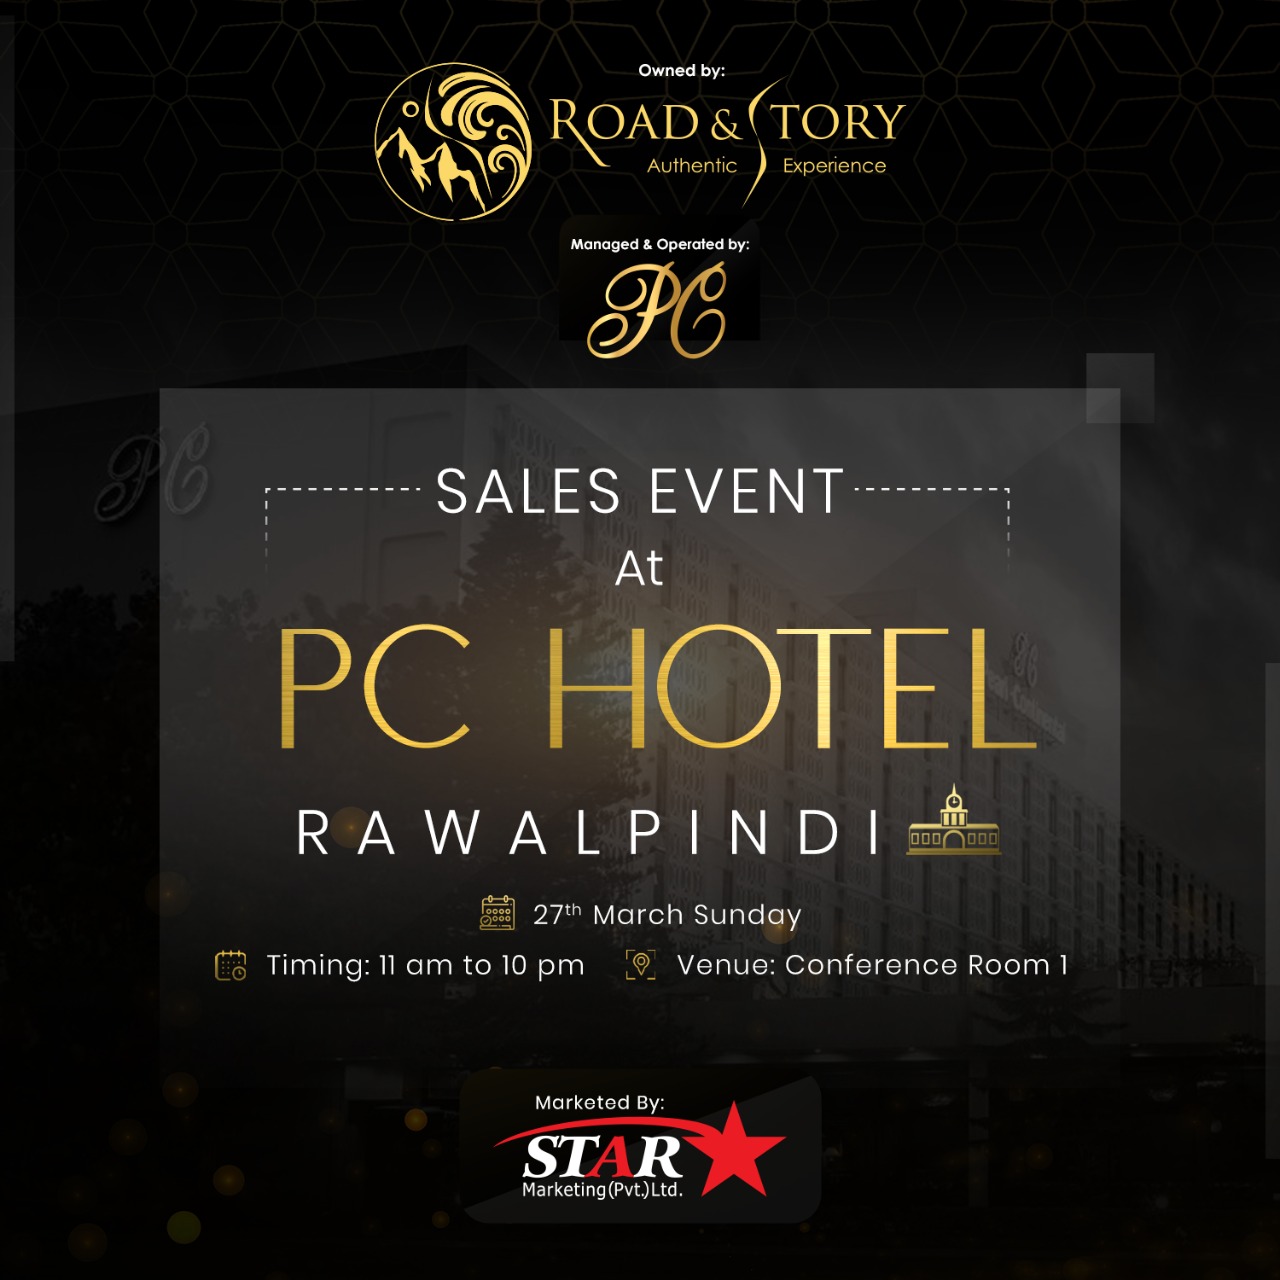 Owned by:
ROAD & STORY
Authentic Experience
Managed & Operated by:
PC
PC
SALES EVENT
At
PC HOTEL
RAWALPINDI
27th March Sunday
Timing: 11 am to 10 pm
Venue: Conference Room 1
Marketed By:
STAR
Marketing(Pvt.)Ltd.